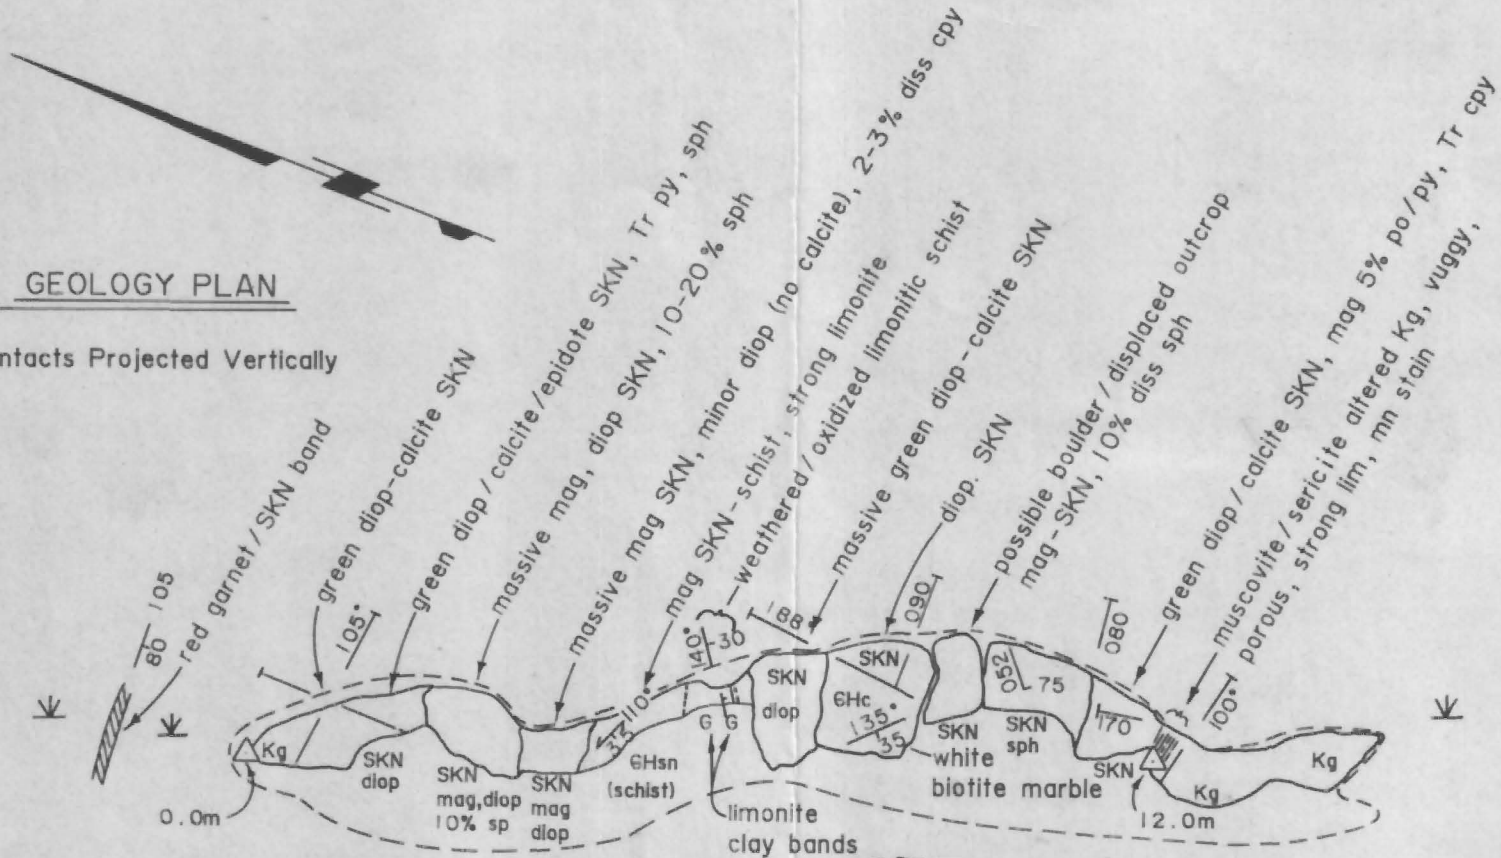 GEOLOGY PLAN
ntacts Projected Vertically
80 105
red garnet/SKN band
green diop-calcite SKN
105°
green diop/calcite/epidote SKN, Tr py, sph
massive mag, diop SKN, 10-20% sph
massive mag SKN, minor diop (no calcite), 2-3% diss cpy
mag SKN-schist, strong limonite
weathered/oxidized limonitic schist
massive green diop-calcite SKN
diop. SKN
possible boulder/displaced outcrop
mag-SKN, 10% diss sph
green diop/calcite SKN, mag 5% po/py, Tr cpy
muscovite/sericite altered Kg, vuggy,
porous, strong lim, mn stain
140°
30
188°
090
080
100°
110°
33
SKN
diop
SKN
ЄHc
135°
35
052
75
170
Kg
SKN
diop
SKN
mag,diop
10% sp
SKN
mag
diop
ЄHsn
(schist)
G G
SKN
white
biotite marble
SKN
sph
SKN
Kg
Kg
0.0m
limonite
clay bands
12.0m